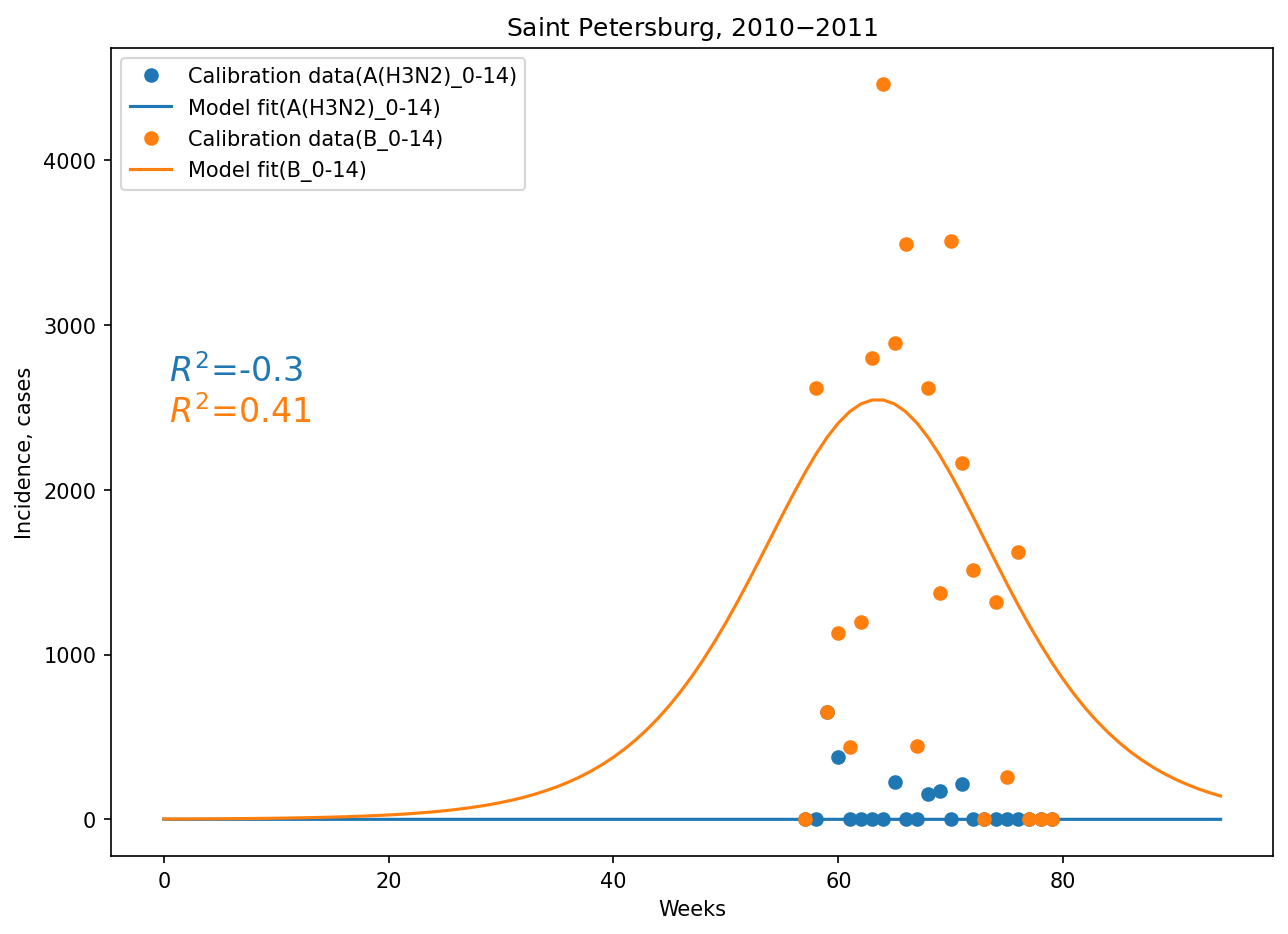 Saint Petersburg, 2010−2011
Calibration data(A(H3N2)_0-14)
Model fit(A(H3N2)_0-14)
Calibration data(B_0-14)
Model fit(B_0-14)
4000
3000
2000
1000
0
Incidence, cases
R²=-0.3
R²=0.41
0 20 40 60 80
Weeks